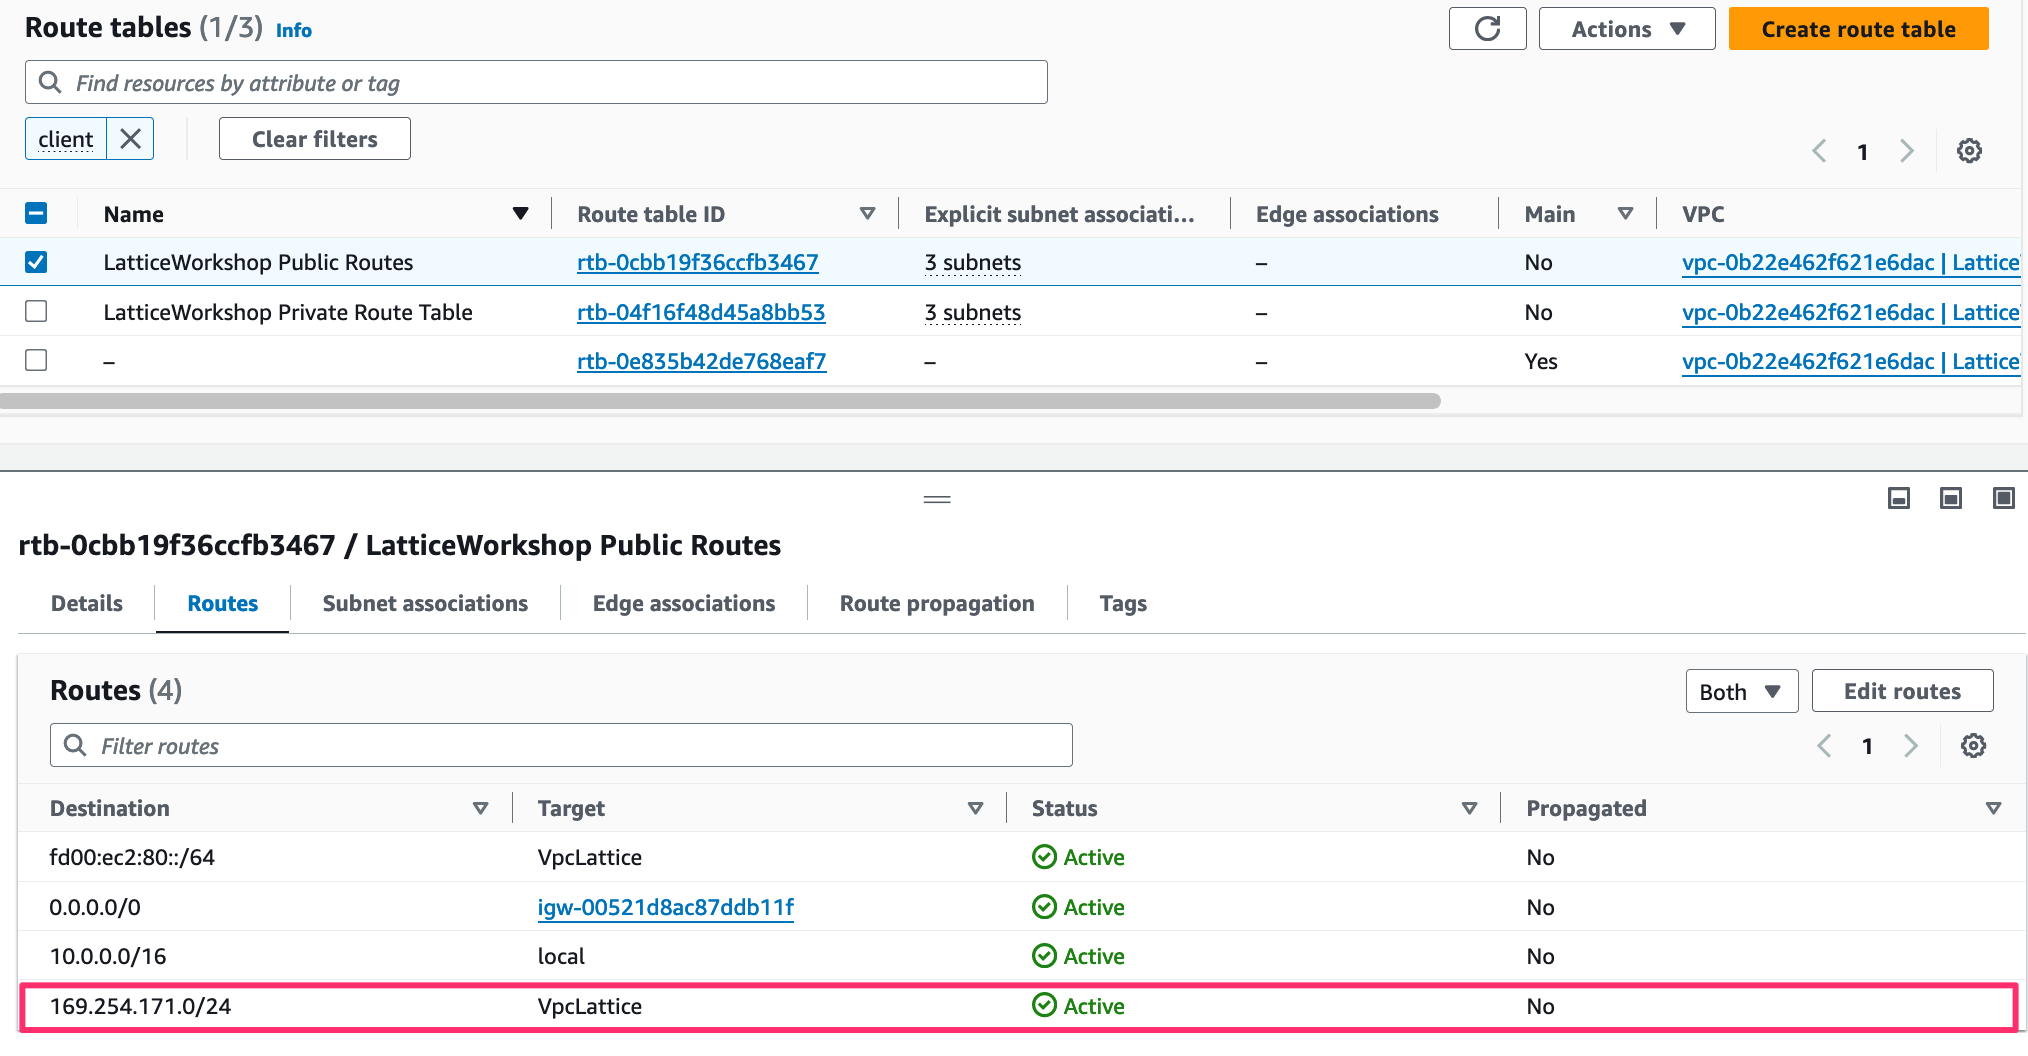 Route tables (1/3) Info
Actions
Create route table
Find resources by attribute or tag
client
Clear filters
1
Name Route table ID Explicit subnet associati... Edge associations Main VPC
LatticeWorkshop Public Routes rtb-0cbb19f36ccfb3467 3 subnets – No vpc-0b22e462f621e6dac | Lattice
LatticeWorkshop Private Route Table rtb-04f16f48d45a8bb53 3 subnets – No vpc-0b22e462f621e6dac | Lattice
– rtb-0e835b42de768eaf7 – – Yes vpc-0b22e462f621e6dac | Lattice
rtb-0cbb19f36ccfb3467 / LatticeWorkshop Public Routes
Details Routes Subnet associations Edge associations Route propagation Tags
Routes (4)
Both
Edit routes
Filter routes
1
Destination Target Status Propagated
fd00:ec2:80::/64 VpcLattice Active No
0.0.0.0/0 igw-00521d8ac87ddb11f Active No
10.0.0.0/16 local Active No
169.254.171.0/24 VpcLattice Active No